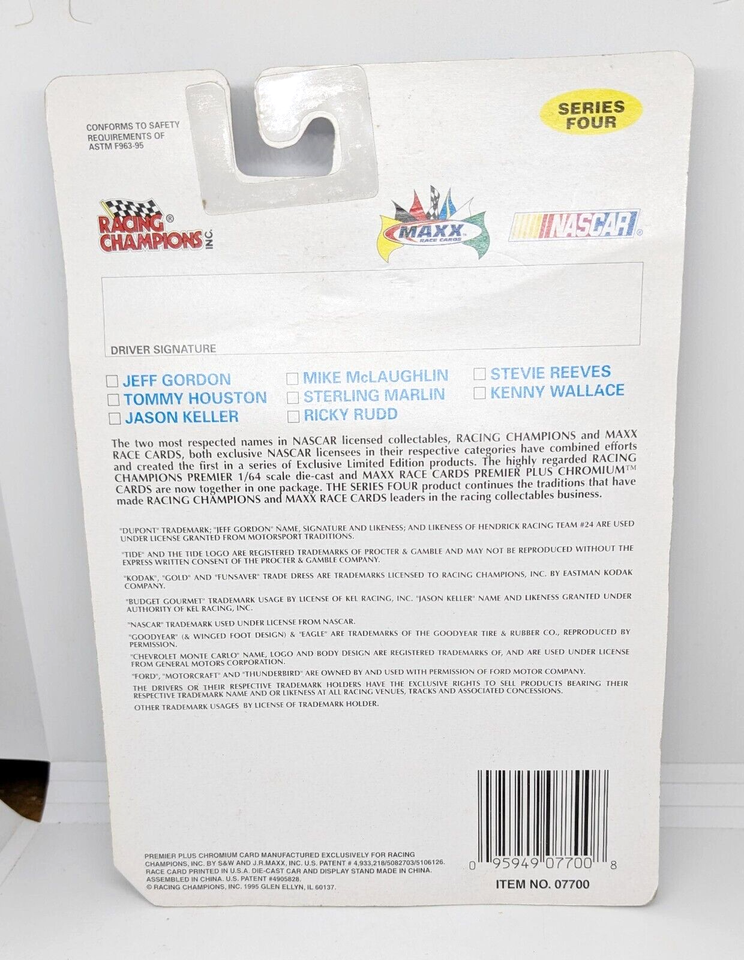 CONFORMS TO SAFETY
REQUIREMENTS OF
ASTM F963-95
SERIES
FOUR
RACING
CHAMPIONS INC. ®
MAXX™
RACE CARDS
NASCAR®
DRIVER SIGNATURE
JEFF GORDON
TOMMY HOUSTON
JASON KELLER
MIKE McLAUGHLIN
STERLING MARLIN
RICKY RUDD
STEVIE REEVES
KENNY WALLACE
The two most respected names in NASCAR licensed collectables, RACING CHAMPIONS and MAXX
RACE CARDS, both exclusive NASCAR licensees in their respective categories have combined efforts
and created the first in a series of Exclusive Limited Edition products. The highly regarded RACING
CHAMPIONS PREMIER 1/64 scale die-cast and MAXX RACE CARDS PREMIER PLUS CHROMIUM™
CARDS are now together in one package. THE SERIES FOUR product continues the traditions that have
made RACING CHAMPIONS and MAXX RACE CARDS leaders in the racing collectables business.
"DUPONT" TRADEMARK; "JEFF GORDON" NAME, SIGNATURE AND LIKENESS; AND LIKENESS OF HENDRICK RACING TEAM #24 ARE USED
UNDER LICENSE GRANTED FROM MOTORSPORT TRADITIONS.
"TIDE" AND THE TIDE LOGO ARE REGISTERED TRADEMARKS OF PROCTER & GAMBLE AND MAY NOT BE REPRODUCED WITHOUT THE
EXPRESS WRITTEN CONSENT OF THE PROCTER & GAMBLE COMPANY.
"KODAK", "GOLD" AND "FUNSAVER" TRADE DRESS ARE TRADEMARKS LICENSED TO RACING CHAMPIONS, INC. BY EASTMAN KODAK
COMPANY.
"BUDGET GOURMET" TRADEMARK USAGE BY LICENSE OF KEL RACING, INC. "JASON KELLER" NAME AND LIKENESS GRANTED UNDER
AUTHORITY OF KEL RACING, INC.
"NASCAR" TRADEMARK USED UNDER LICENSE FROM NASCAR.
"GOODYEAR" (& WINGED FOOT DESIGN) & "EAGLE" ARE TRADEMARKS OF THE GOODYEAR TIRE & RUBBER CO., REPRODUCED BY
PERMISSION.
"CHEVROLET MONTE CARLO" NAME, LOGO AND BODY DESIGN ARE REGISTERED TRADEMARKS OF, AND ARE USED UNDER LICENSE
FROM GENERAL MOTORS CORPORATION.
"FORD", "MOTORCRAFT" AND "THUNDERBIRD" ARE OWNED BY AND USED WITH PERMISSION OF FORD MOTOR COMPANY.
THE DRIVERS OR THEIR RESPECTIVE TRADEMARK HOLDERS HAVE THE EXCLUSIVE RIGHTS TO SELL PRODUCTS BEARING THEIR
RESPECTIVE TRADEMARK NAME AND OR LIKENESS AT ALL RACING VENUES, TRACKS AND ASSOCIATED CONCESSIONS.
OTHER TRADEMARK USAGES BY LICENSE OF TRADEMARK HOLDER.
PREMIER PLUS CHROMIUM CARD MANUFACTURED EXCLUSIVELY FOR RACING
CHAMPIONS, INC. BY S&W AND J.R.MAXX, INC. U.S. PATENT # 4,933,218/5082703/5106126.
RACE CARD PRINTED IN U.S.A. DIE-CAST CAR AND DISPLAY STAND MADE IN CHINA.
ASSEMBLED IN CHINA. U.S. PATENT #4905828.
© RACING CHAMPIONS, INC. 1995 GLEN ELLYN, IL 60137.
0 95949 07700 8
ITEM NO. 07700